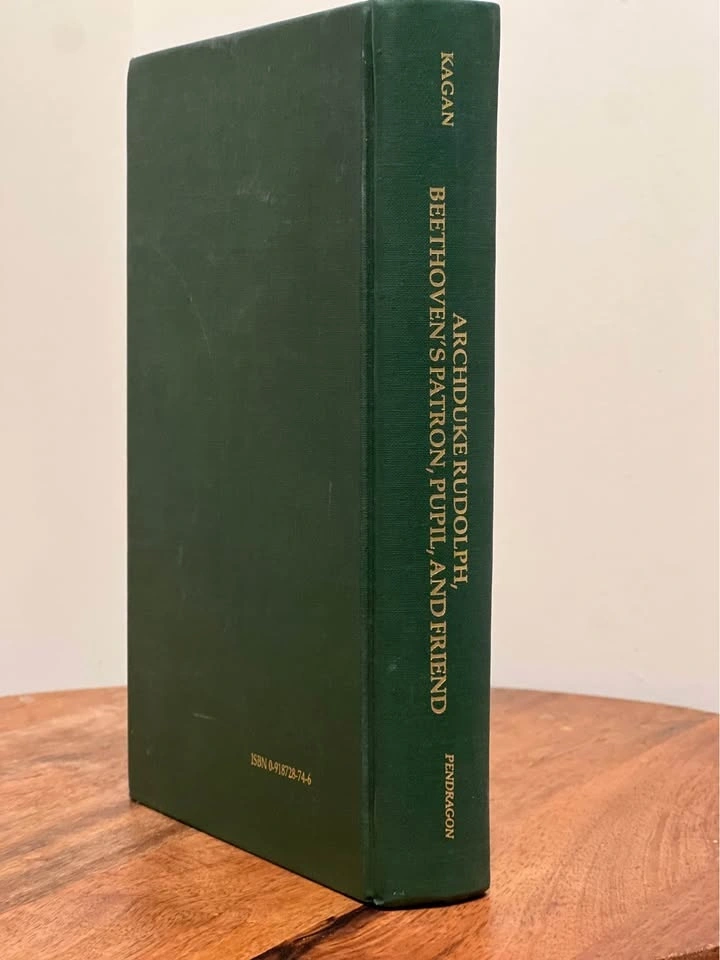 KAGAN
ARCHDUKE RUDOLPH,
BEETHOVEN'S PATRON, PUPIL, AND FRIEND
PENDRAGON
ISBN 0-918728-74-6